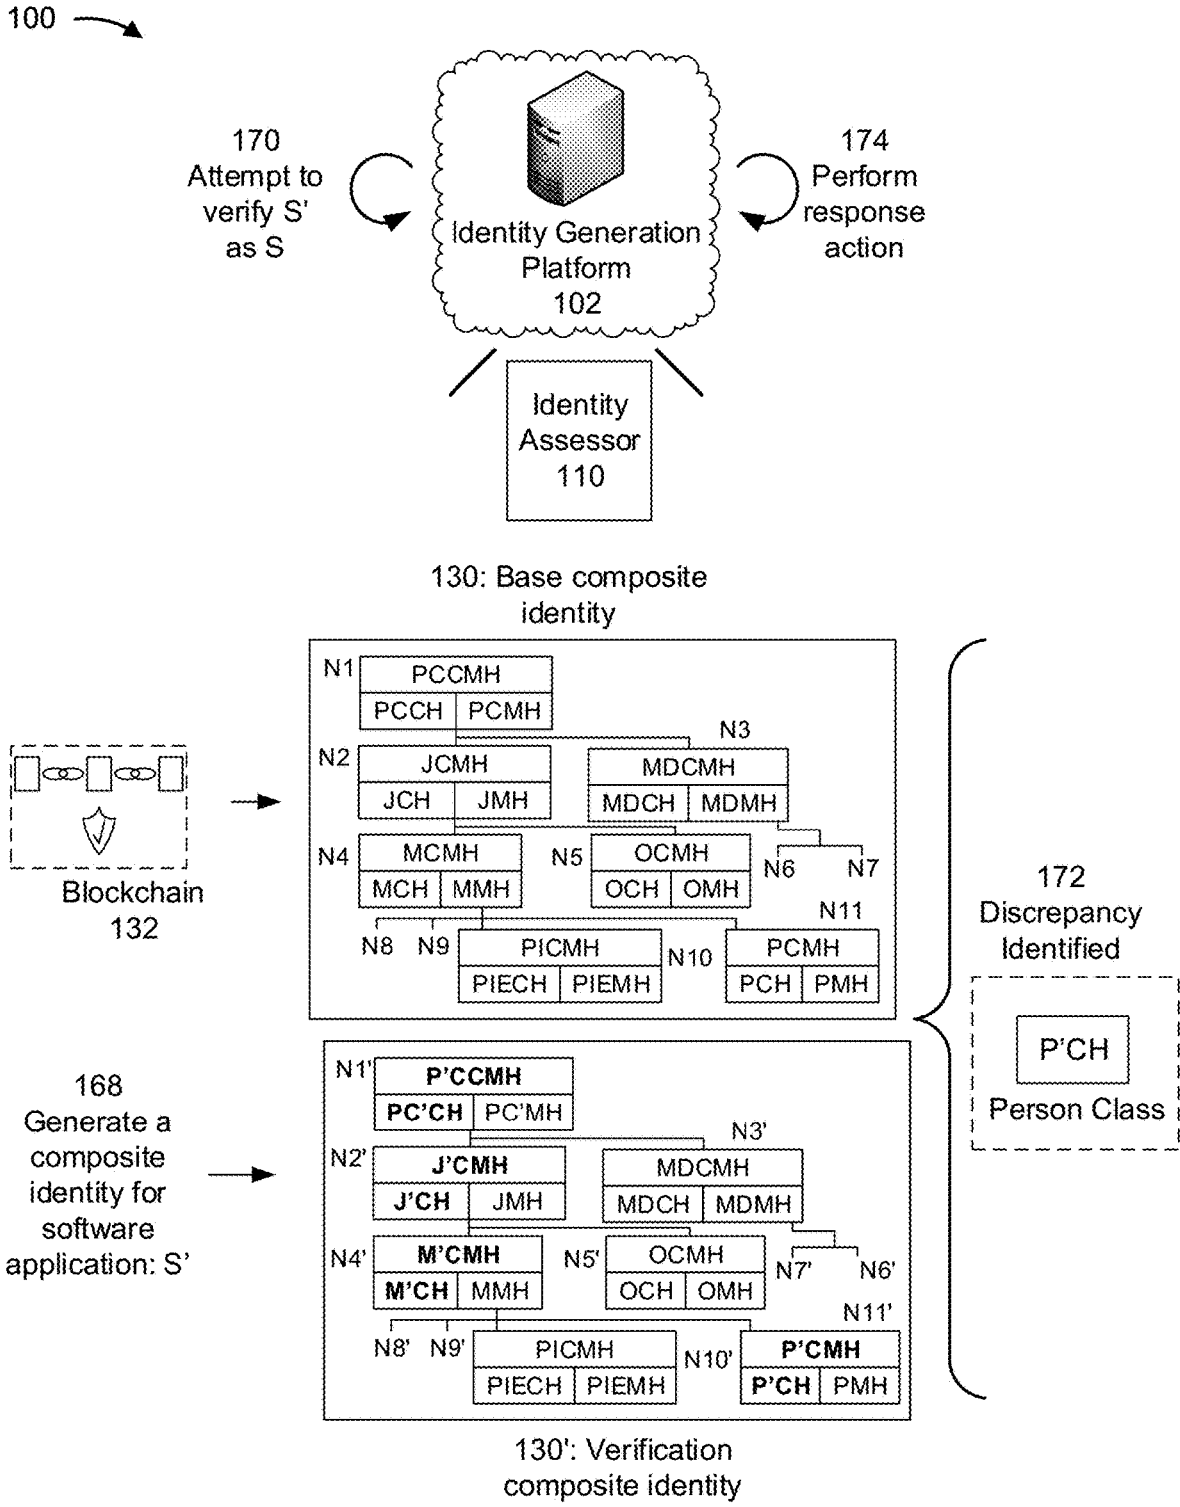 100
170
Attempt to
verify S'
as S
Identity Generation
Platform
102
174
Perform
response
action
Identity
Assessor
110
130: Base composite
identity
N1
PCCMH
PCCH PCMH
N2
JCMH
JCH JMH
N3
MDCMH
MDCH MDMH
N4
MCMH
MCH MMH
N5
OCMH
OCH OMH
N6 N7
N8 N9
PICMH
PIECH PIEMH
N10
N11
PCMH
PCH PMH
Blockchain
132
172
Discrepancy
Identified
P'CH
Person Class
168
Generate a
composite
identity for
software
application: S'
N1'
P'CCMH
PC'CH PC'MH
N2'
J'CMH
J'CH JMH
N3'
MDCMH
MDCH MDMH
N4'
M'CMH
M'CH MMH
N5'
OCMH
OCH OMH
N7' N6'
N8' N9'
PICMH
PIECH PIEMH
N10'
N11'
P'CMH
P'CH PMH
130': Verification
composite identity